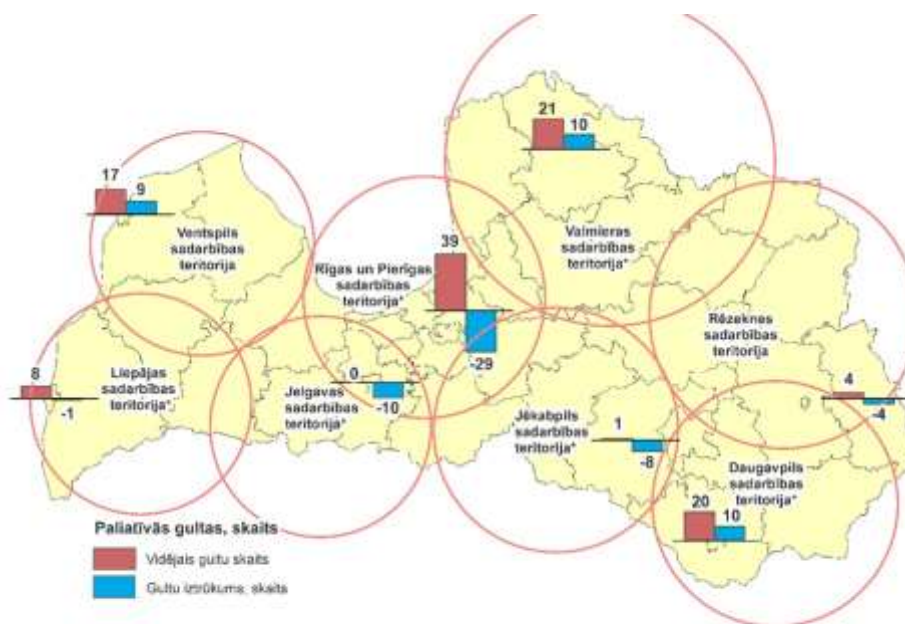 21
10
17
9
Ventspils
sadarbības
teritorija
39
Valmieras
sadarbības
teritorija*
Rīgas un Pierīgas
sadarbības
teritorija*
Rēzeknes
sadarbības
teritorija
-29
8
-1
Liepājas
sadarbības
teritorija*
0
-10
Jelgavas
sadarbības
teritorija*
4
-4
Jēkabpils
sadarbības
teritorija*
1
-8
Daugavpils
sadarbības
teritorija*
20
10
Paliatīvās gultas, skaits
Vidējais gultu skaits
Gultu iztrūkums, skaits